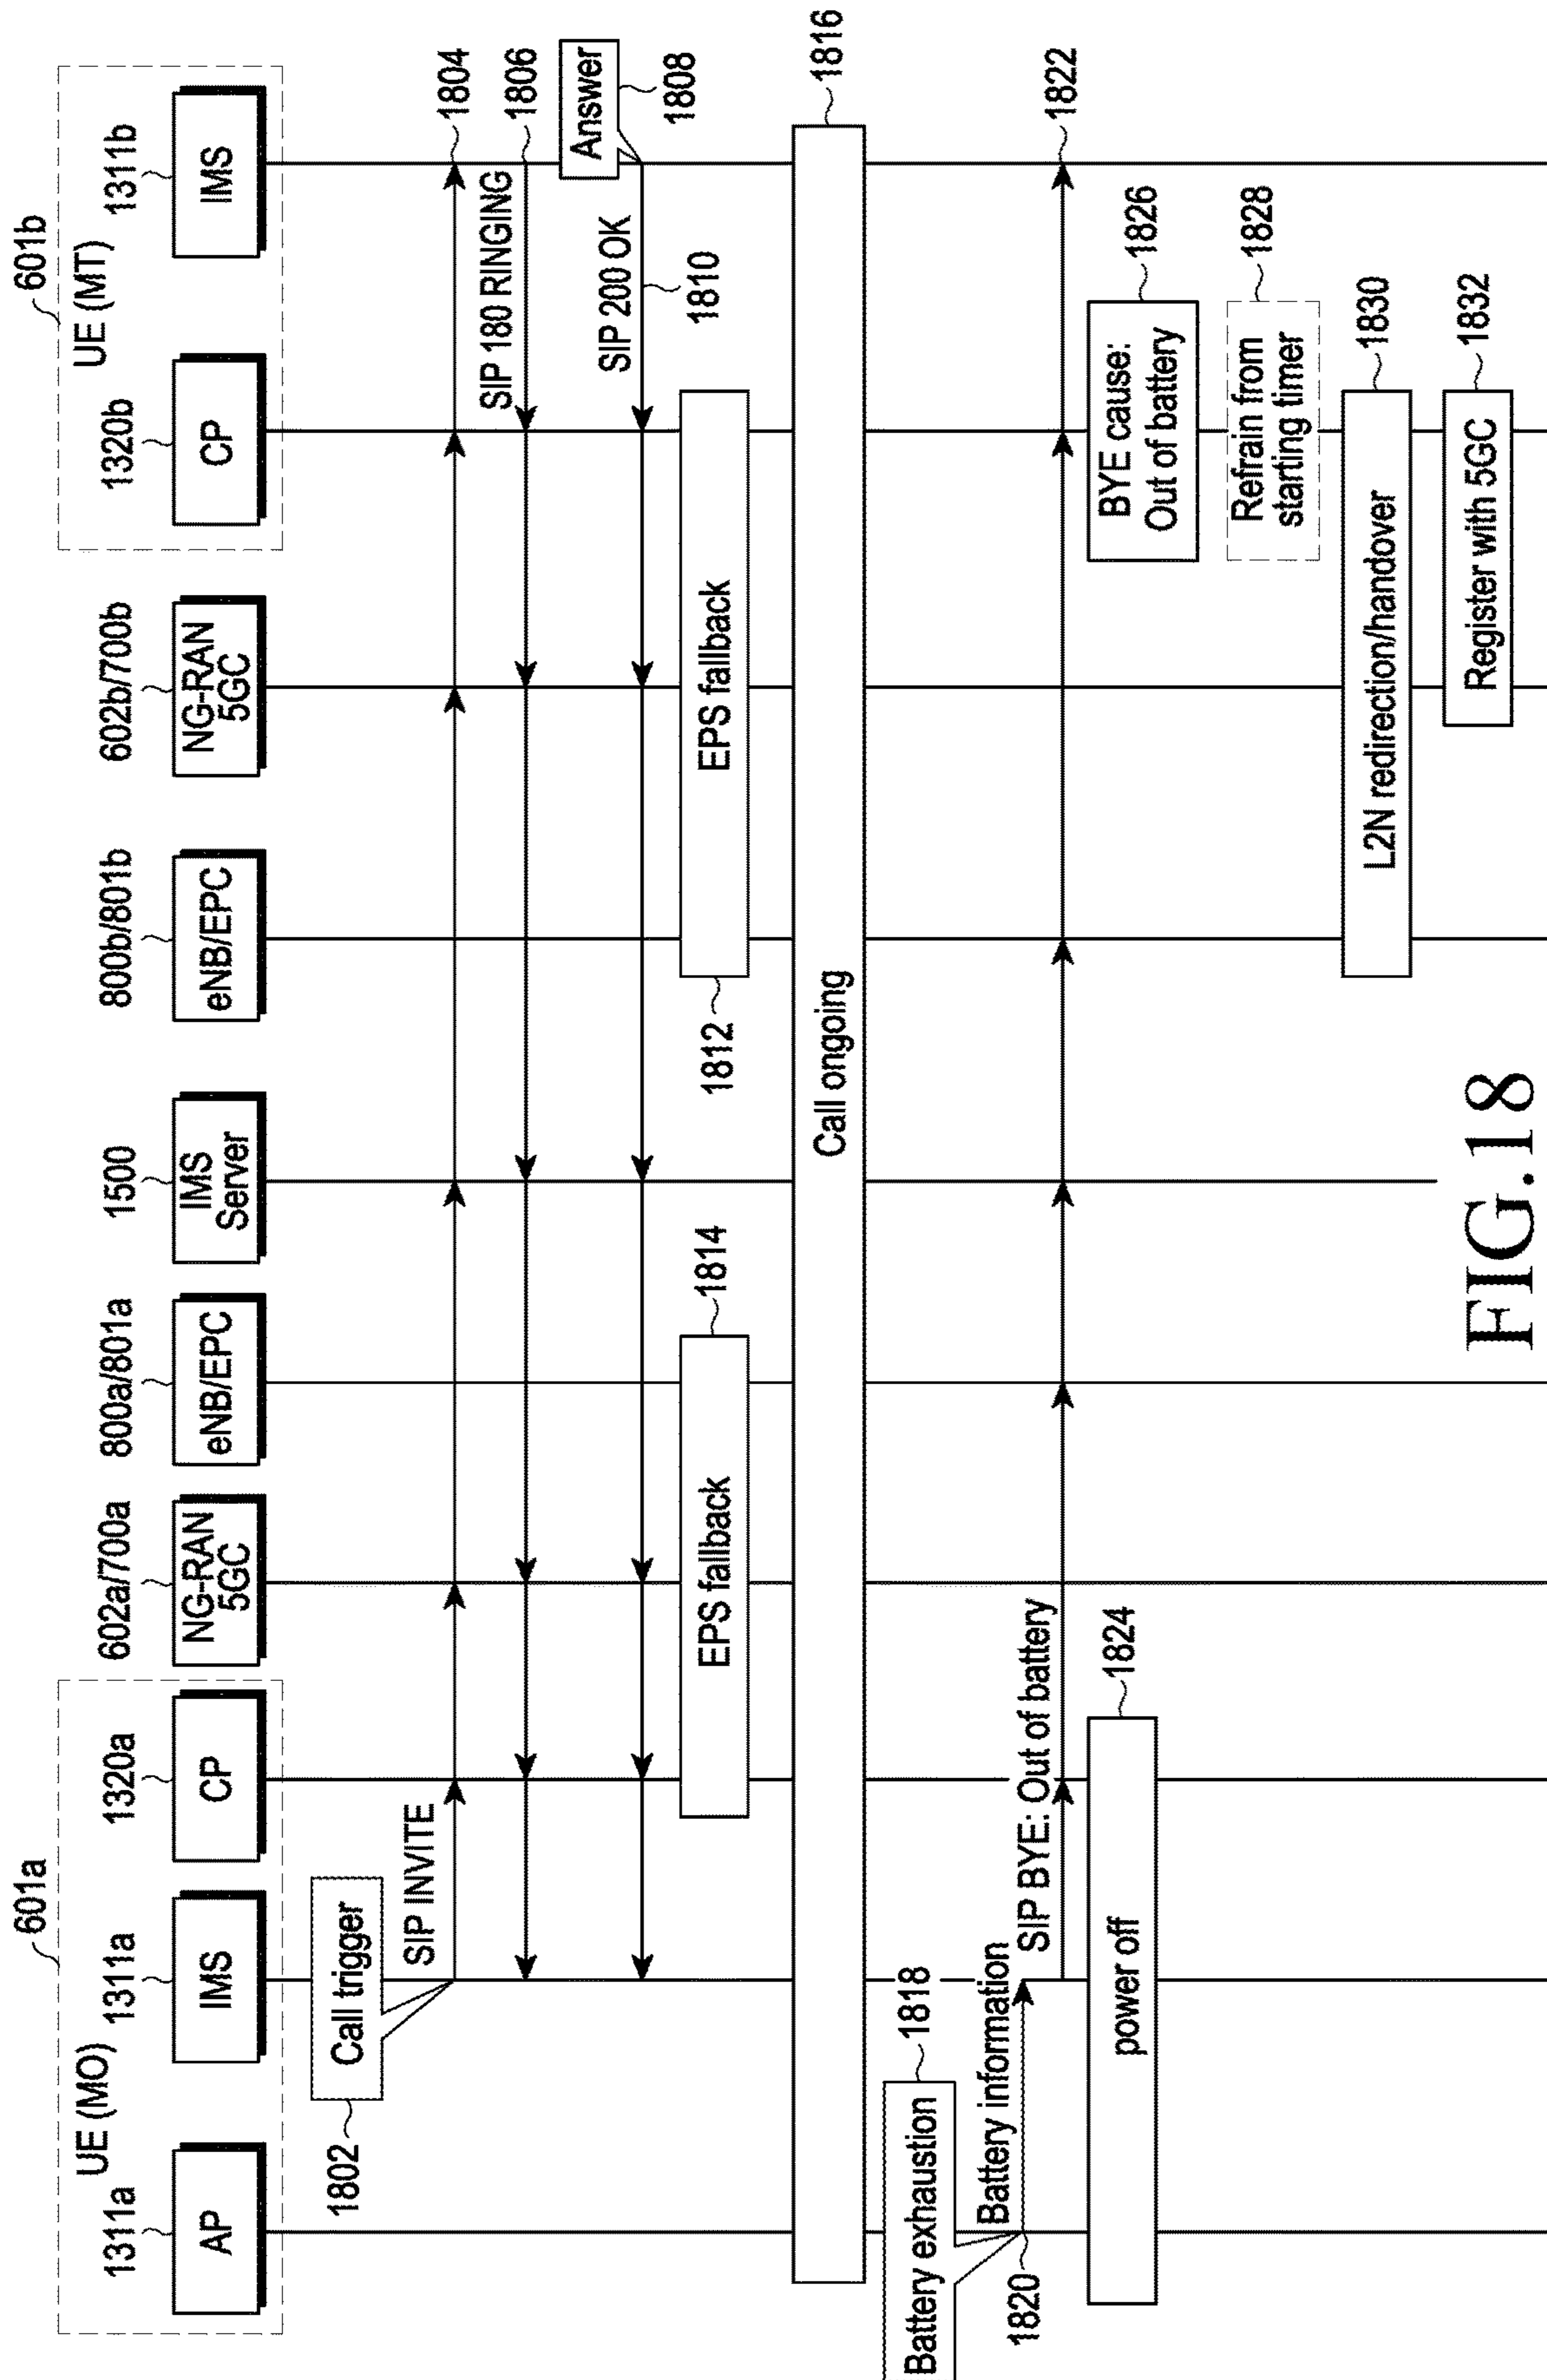 601a
601b
UE (MO)
UE (MT)
1311a
1311a
1320a
602a/700a
800a/801a
1500
800b/801b
602b/700b
1320b
1311b
AP
IMS
CP
NG-RAN
5GC
eNB/EPC
IMS
Server
eNB/EPC
NG-RAN
5GC
CP
IMS
1802
Call trigger
SIP INVITE
1804
SIP 180 RINGING
1806
Answer
1808
SIP 200 OK
1810
EPS fallback
1814
1812
EPS fallback
Call ongoing
1816
Battery exhaustion
1818
1820
Battery information
SIP BYE: Out of battery
1822
power off
1824
BYE cause:
Out of battery
1826
Refrain from
starting timer
1828
L2N redirection/handover
1830
Register with 5GC
1832
FIG.18